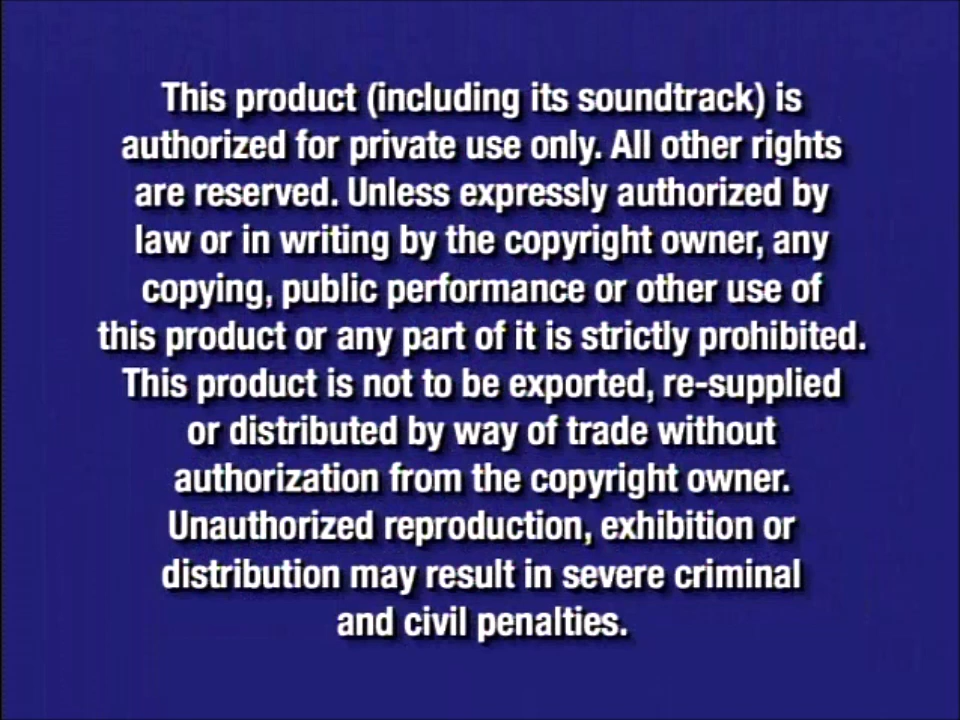 This product (including its soundtrack) is
authorized for private use only. All other rights
are reserved. Unless expressly authorized by
law or in writing by the copyright owner, any
copying, public performance or other use of
this product or any part of it is strictly prohibited.
This product is not to be exported, re-supplied
or distributed by way of trade without
authorization from the copyright owner.
Unauthorized reproduction, exhibition or
distribution may result in severe criminal
and civil penalties.